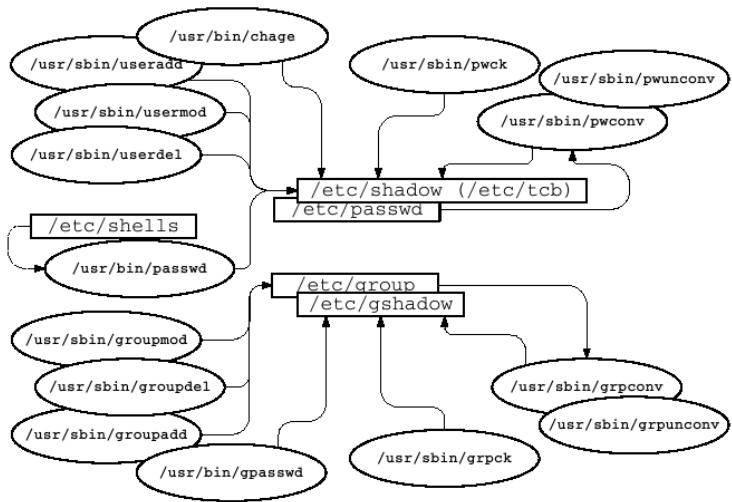 /usr/bin/chage
/usr/sbin/useradd
/usr/sbin/pwck
/usr/sbin/pwunconv
/usr/sbin/usermod
/usr/sbin/pwconv
/usr/sbin/userdel
/etc/shadow (/etc/tcb)
/etc/passwd
/etc/shells
/usr/bin/passwd
/etc/group
/etc/gshadow
/usr/sbin/groupmod
/usr/sbin/groupdel
/usr/sbin/grpconv
/usr/sbin/grpunconv
/usr/sbin/groupadd
/usr/bin/gpasswd
/usr/sbin/grpck